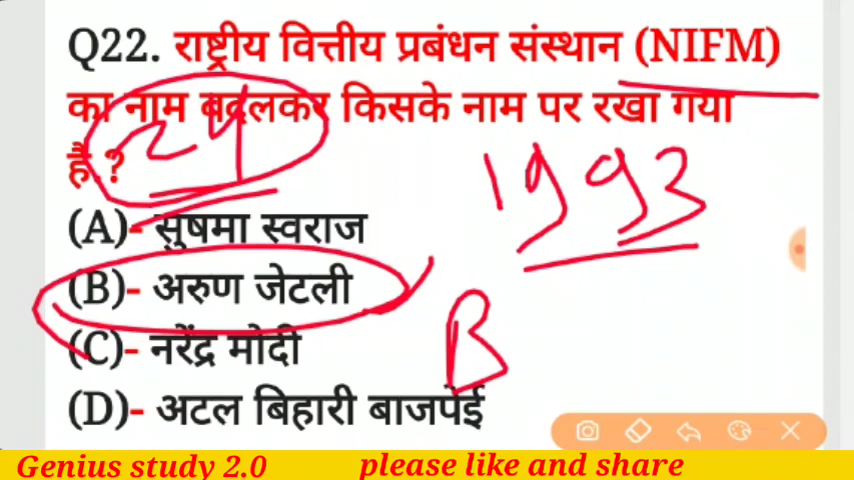 Q22. राष्ट्रीय वित्तीय प्रबंधन संस्थान (NIFM)
का नाम बदलकर किसके नाम पर रखा गया
है ?
24
1993
(A)- सुषमा स्वराज
(B)- अरुण जेटली
B
(C)- नरेंद्र मोदी
(D)- अटल बिहारी बाजपेई
Genius study 2.0 please like and share